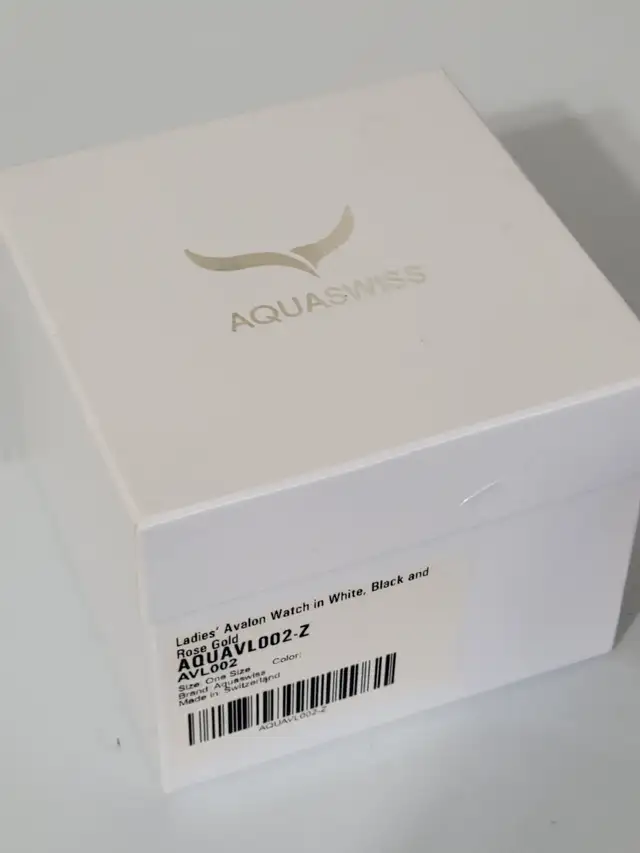 AQUASWISS
Ladies' Avalon Watch in White, Black and
Rose Gold
AQUAVL002-Z
AVL002
Size: One Size Color:
Brand: Aquaswiss
Made in: Switzerland
AQUAVL002-Z